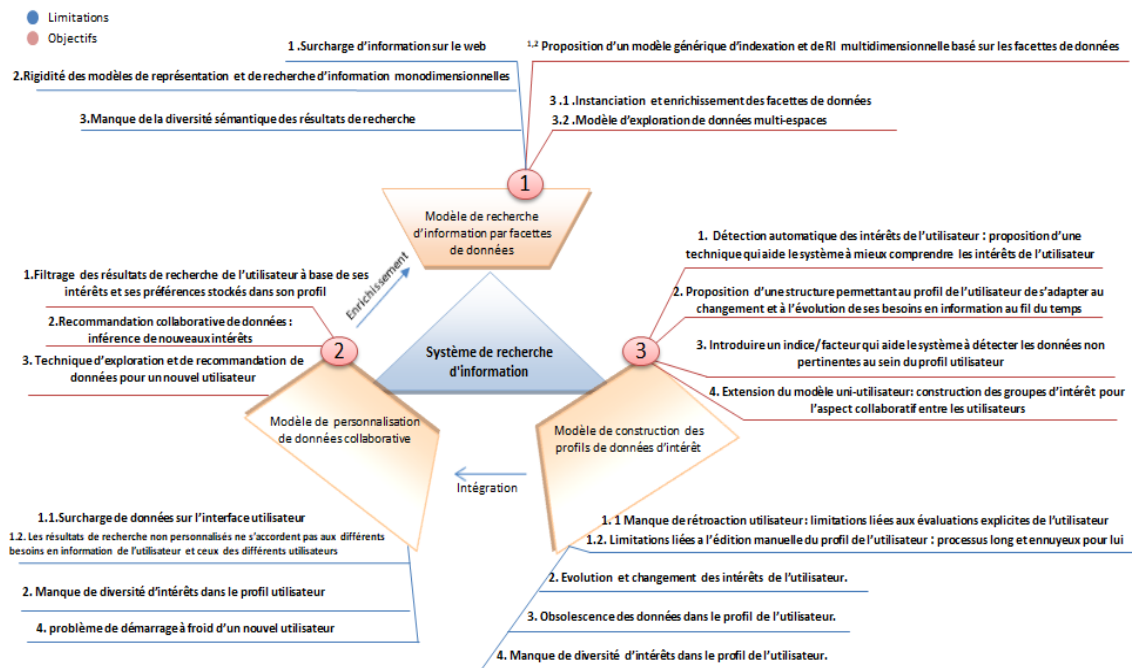 Limitations
Objectifs
1 .Surcharge d'information sur le web
2.Rigidité des modèles de représentation et de recherche d'information monodimensionnelles
3.Manque de la diversité sémantique des résultats de recherche
1,2 Proposition d'un modèle générique d'indexation et de RI multidimensionnelle basé sur les facettes de données
3 .1 .Instanciation et enrichissement des facettes de données
3.2 .Modèle d'exploration de données multi-espaces
1
Modèle de recherche
d'information par facettes
de données
Enrichissement
1.Filtrage des résultats de recherche de l'utilisateur à base de ses
intérêts et ses préférences stockés dans son profil
2.Recommandation collaborative de données :
inférence de nouveaux intérêts
3. Technique d'exploration et de recommandation de
données pour un nouvel utilisateur
2
Système de recherche
d'information
3
1. Détection automatique des intérêts de l'utilisateur : proposition d'une
technique qui aide le système à mieux comprendre les intérêts de l'utilisateur
2. Proposition d'une structure permettant au profil de l'utilisateur de s'adapter au
changement et à l'évolution de ses besoins en information au fil du temps
3. Introduire un indice/facteur qui aide le système à détecter les données non
pertinentes au sein du profil utilisateur
4. Extension du modèle uni-utilisateur: construction des groupes d'intérêt pour
l'aspect collaboratif entre les utilisateurs
Modèle de personnalisation
de données collaborative
Modèle de construction des
profils de données d'intérêt
Intégration
1.1.Surcharge de données sur l'interface utilisateur
1.2. Les résultats de recherche non personnalisés ne s'accordent pas aux différents
besoins en information de l'utilisateur et ceux des différents utilisateurs
2. Manque de diversité d'intérêts dans le profil utilisateur
4. problème de démarrage à froid d'un nouvel utilisateur
1. 1 Manque de rétroaction utilisateur : limitations liées aux évaluations explicites de l'utilisateur
1.2. Limitations liées a l'édition manuelle du profil de l'utilisateur : processus long et ennuyeux pour lui
2. Evolution et changement des intérêts de l'utilisateur.
3. Obsolescence des données dans le profil de l'utilisateur.
4. Manque de diversité d'intérêts dans le profil de l'utilisateur.